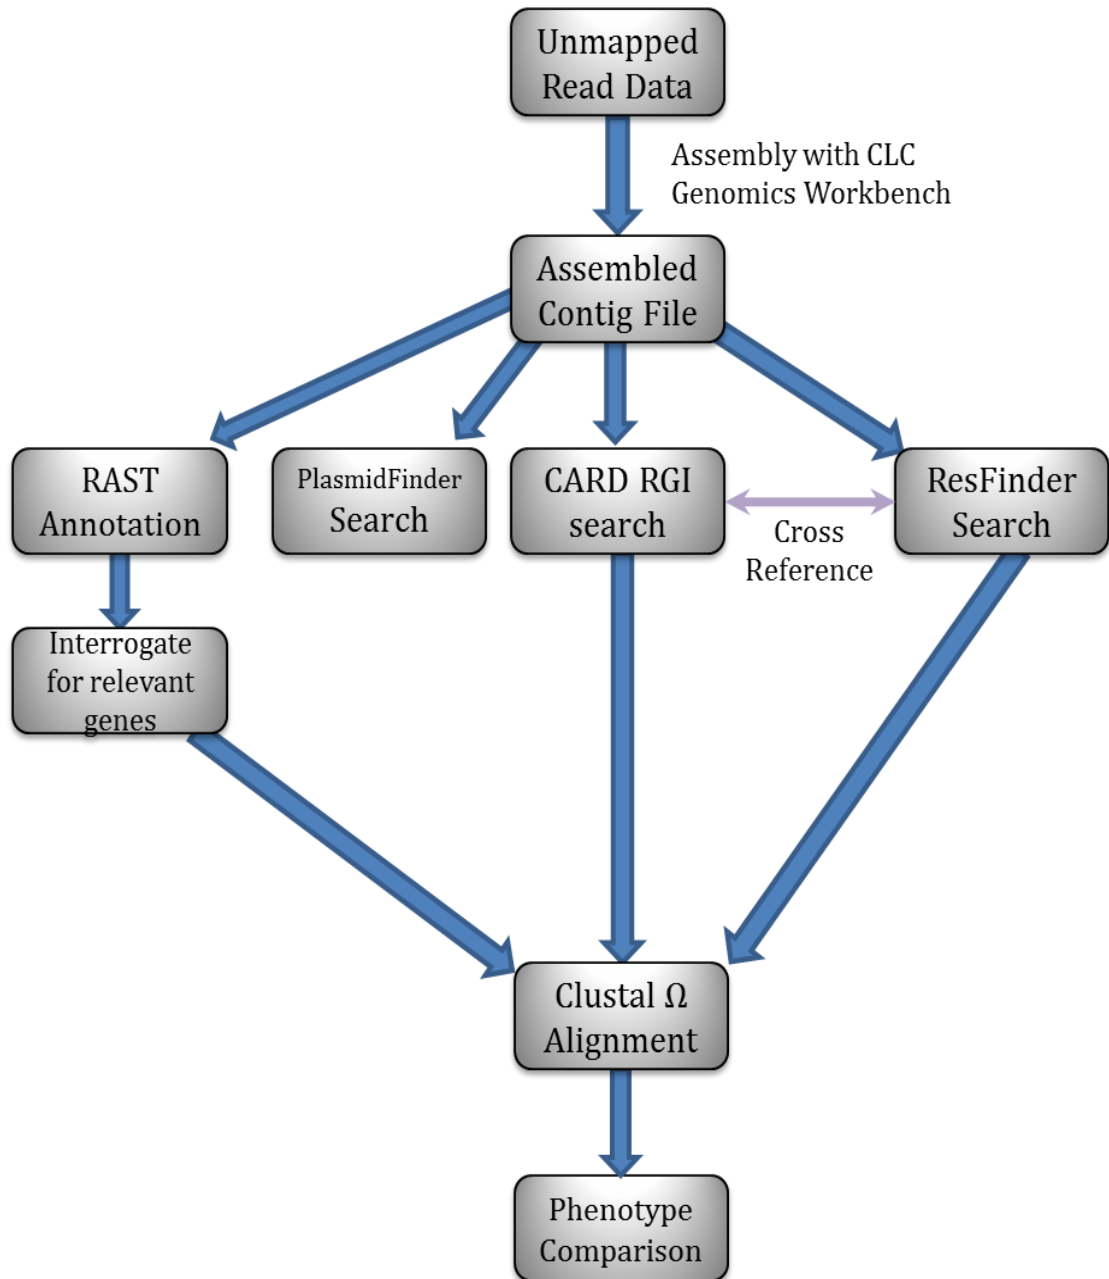 Unmapped
Read Data
Assembly with CLC
Genomics Workbench
Assembled
Contig File
RAST
Annotation
PlasmidFinder
Search
CARD RGI
search
Cross
Reference
ResFinder
Search
Interrogate
for relevant
genes
Clustal Ω
Alignment
Phenotype
Comparison